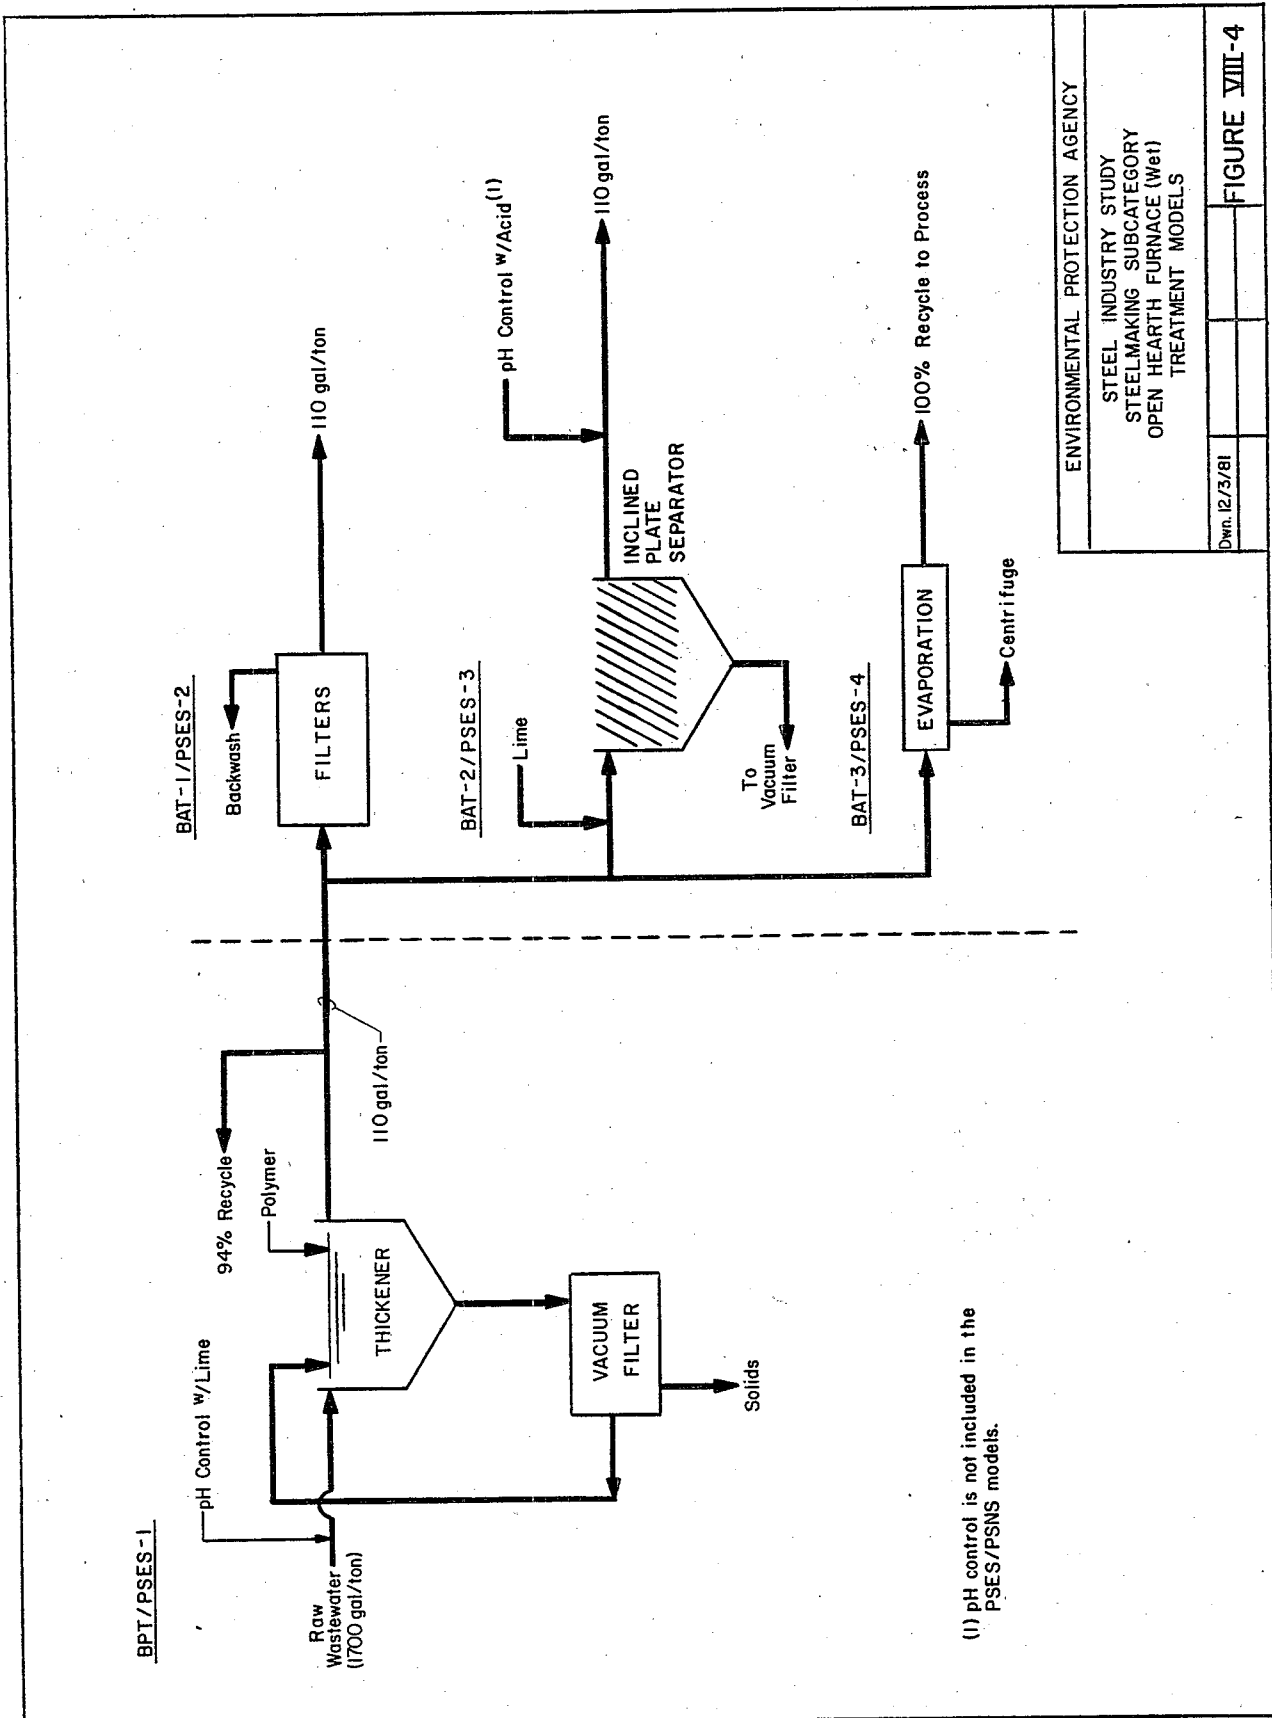 BPT/PSES-1
pH Control w/Lime
Raw
Wastewater
(1700 gal/ton)
94% Recycle
Polymer
THICKENER
110 gal/ton
VACUUM
FILTER
Solids
BAT-1/PSES-2
Backwash
FILTERS
110 gal/ton
BAT-2/PSES-3
Lime
INCLINED
PLATE
SEPARATOR
pH Control w/Acid(1)
110 gal/ton
To
Vacuum
Filter
BAT-3/PSES-4
EVAPORATION
100% Recycle to Process
Centrifuge
(1) pH control is not included in the
PSES/PSNS models.
ENVIRONMENTAL PROTECTION AGENCY
STEEL INDUSTRY STUDY
STEELMAKING SUBCATEGORY
OPEN HEARTH FURNACE (Wet)
TREATMENT MODELS
Dwn. 12/3/81
FIGURE VIII-4